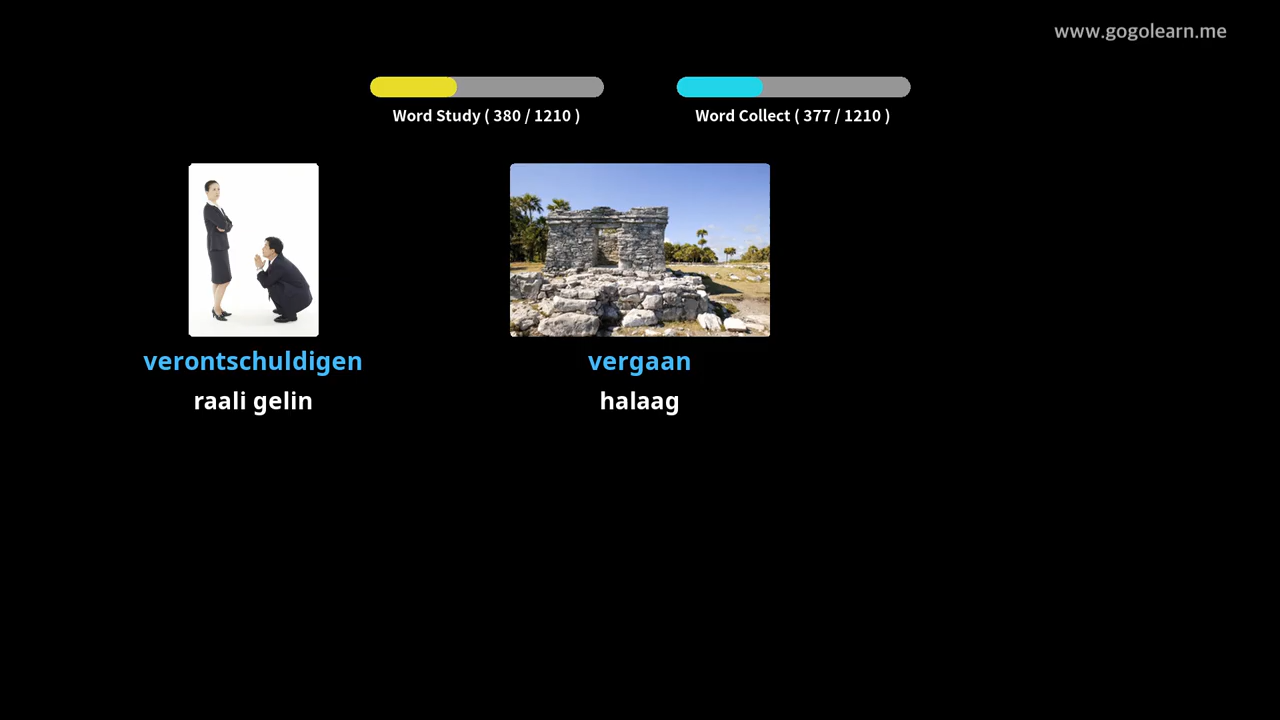 www.gogolearn.me
Word Study ( 380 / 1210 )
Word Collect ( 377 / 1210 )
verontschuldigen
raali gelin
vergaan
halaag